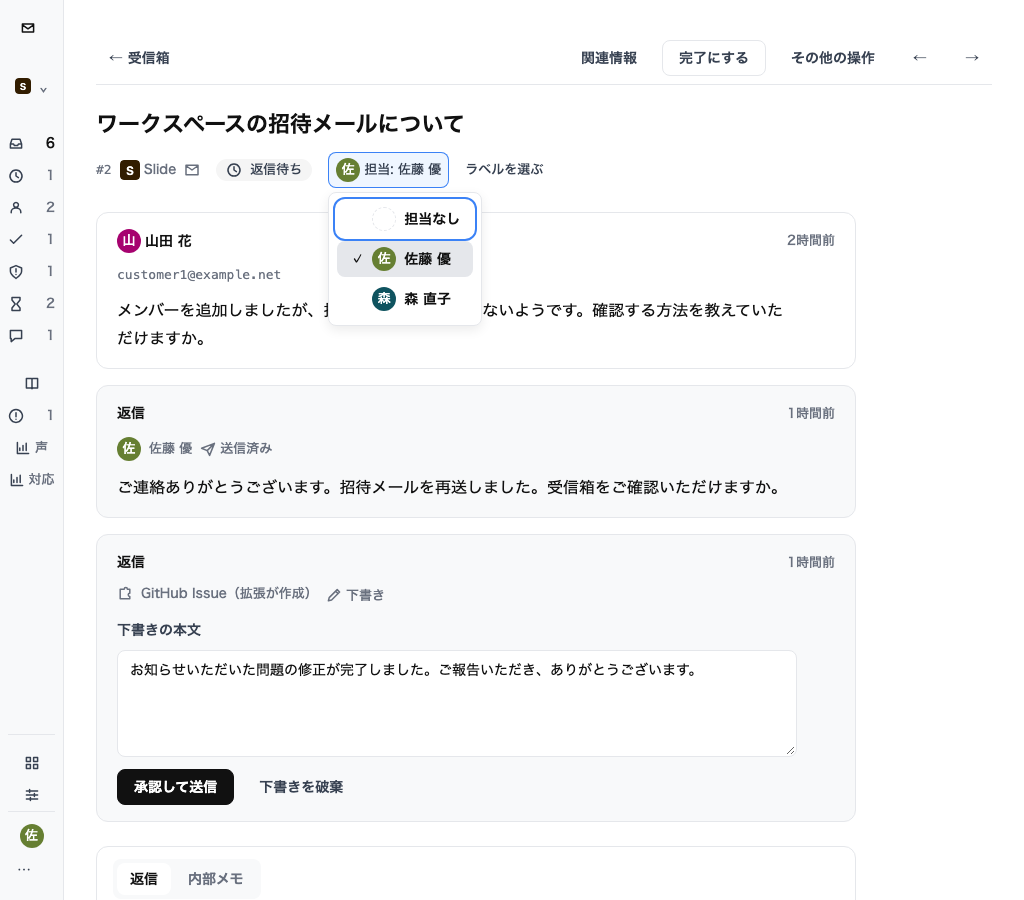 S
6
1
2
1
1
2
1
1
声
対応
佐
…
← 受信箱
関連情報
完了にする
その他の操作
←
→
ワークスペースの招待メールについて
#2 S Slide 返信待ち 佐 担当: 佐藤 優 ラベルを選ぶ
担当なし
✓ 佐 佐藤 優
森 森 直子
山 山田 花
2時間前
customer1@example.net
メンバーを追加しましたが、
ないようです。確認する方法を教えていた
だけますか。
返信
1時間前
佐 佐藤 優 送信済み
ご連絡ありがとうございます。招待メールを再送しました。受信箱をご確認いただけますか。
返信
1時間前
GitHub Issue（拡張が作成） 下書き
下書きの本文
お知らせいただいた問題の修正が完了しました。ご報告いただき、ありがとうございます。
承認して送信
下書きを破棄
返信
内部メモ